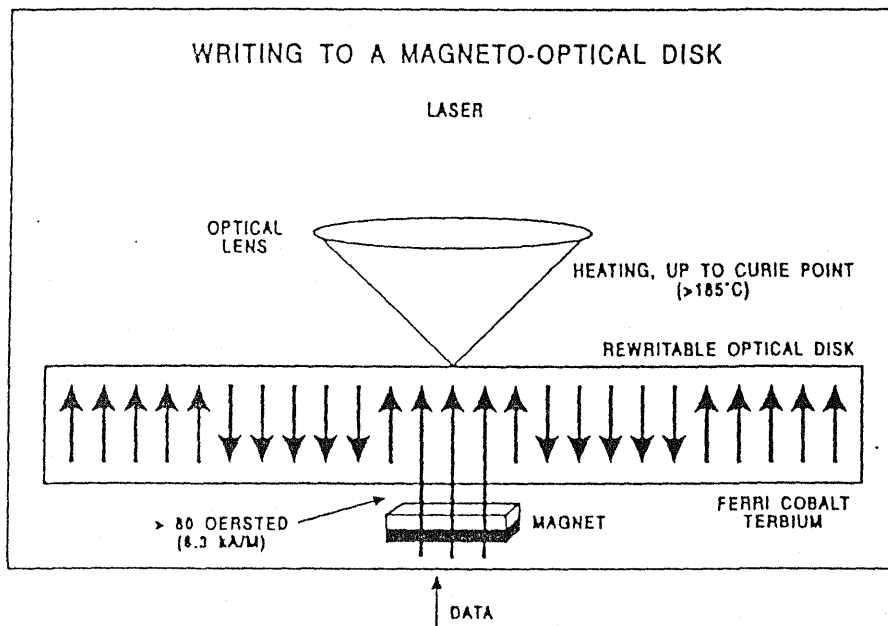 WRITING TO A MAGNETO-OPTICAL DISK
LASER
OPTICAL
LENS
HEATING, UP TO CURIE POINT
(>185°C)
REWRITABLE OPTICAL DISK
FERRI COBALT
TERBIUM
> 80 OERSTED
(6.3 kA/M)
MAGNET
DATA